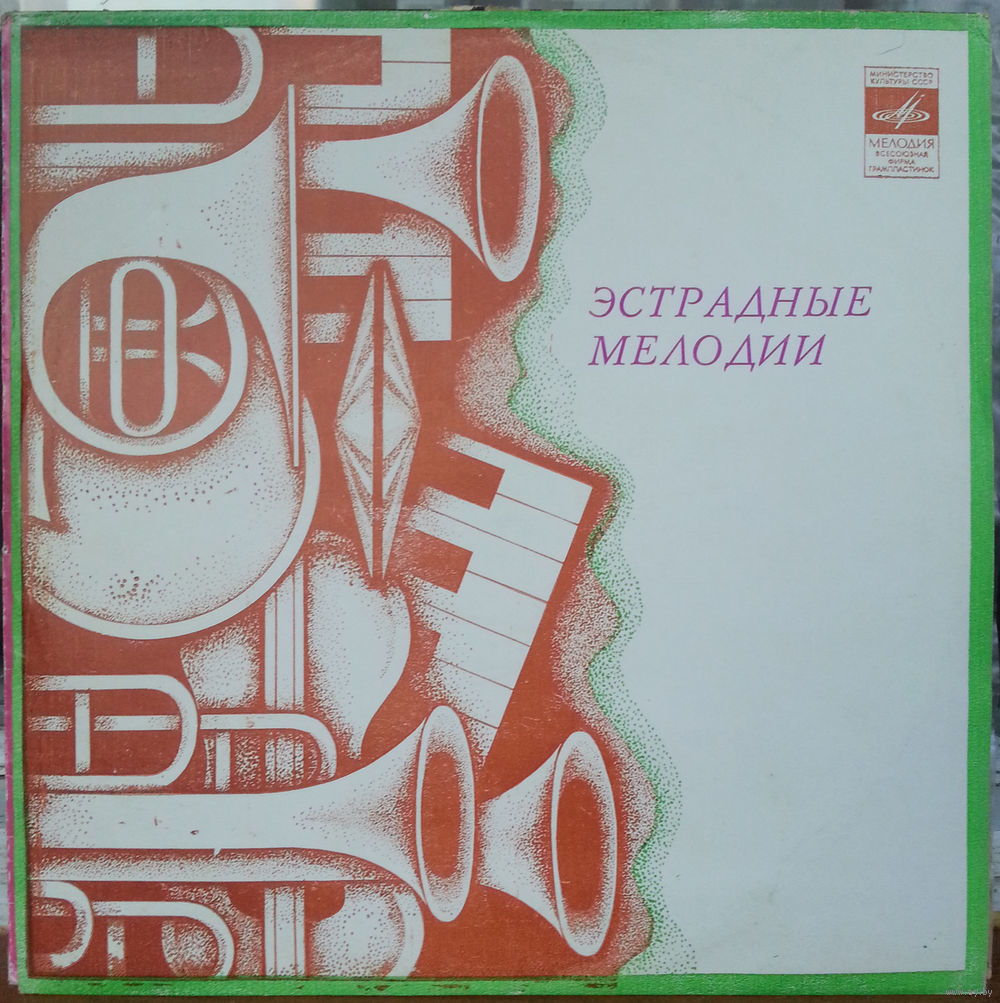 МИНИСТЕРСТВО
КУЛЬТУРЫ СССР
МЕЛОДИЯ
ВСЕСОЮЗНАЯ
ФИРМА
ГРАМПЛАСТИНОК
ЭСТРАДНЫЕ
МЕЛОДИИ